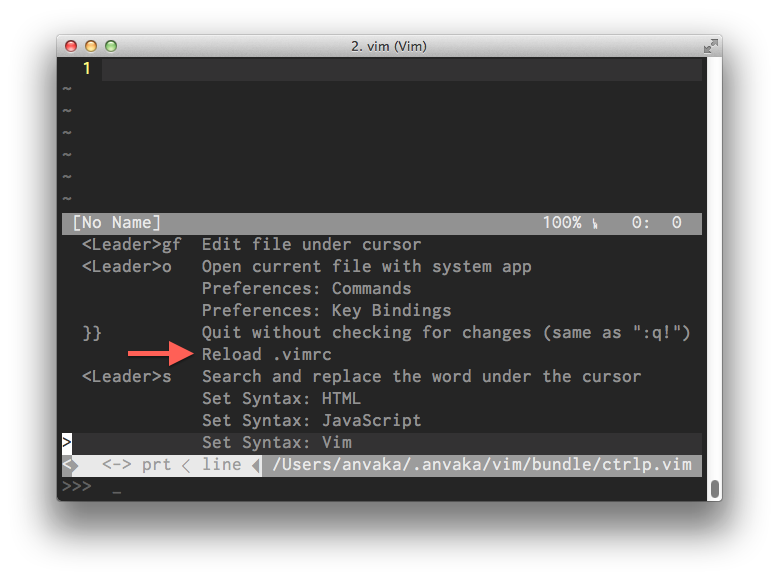 2. vim (Vim)
1
~
~
~
~
~
~
[No Name] 100% 0: 0
<Leader>gf Edit file under cursor
<Leader>o Open current file with system app
Preferences: Commands
Preferences: Key Bindings
}} Quit without checking for changes (same as ":q!")
Reload .vimrc
<Leader>s Search and replace the word under the cursor
Set Syntax: HTML
Set Syntax: JavaScript
> Set Syntax: Vim
<-> prt < line /Users/anvaka/.anvaka/vim/bundle/ctrlp.vim
>>> _